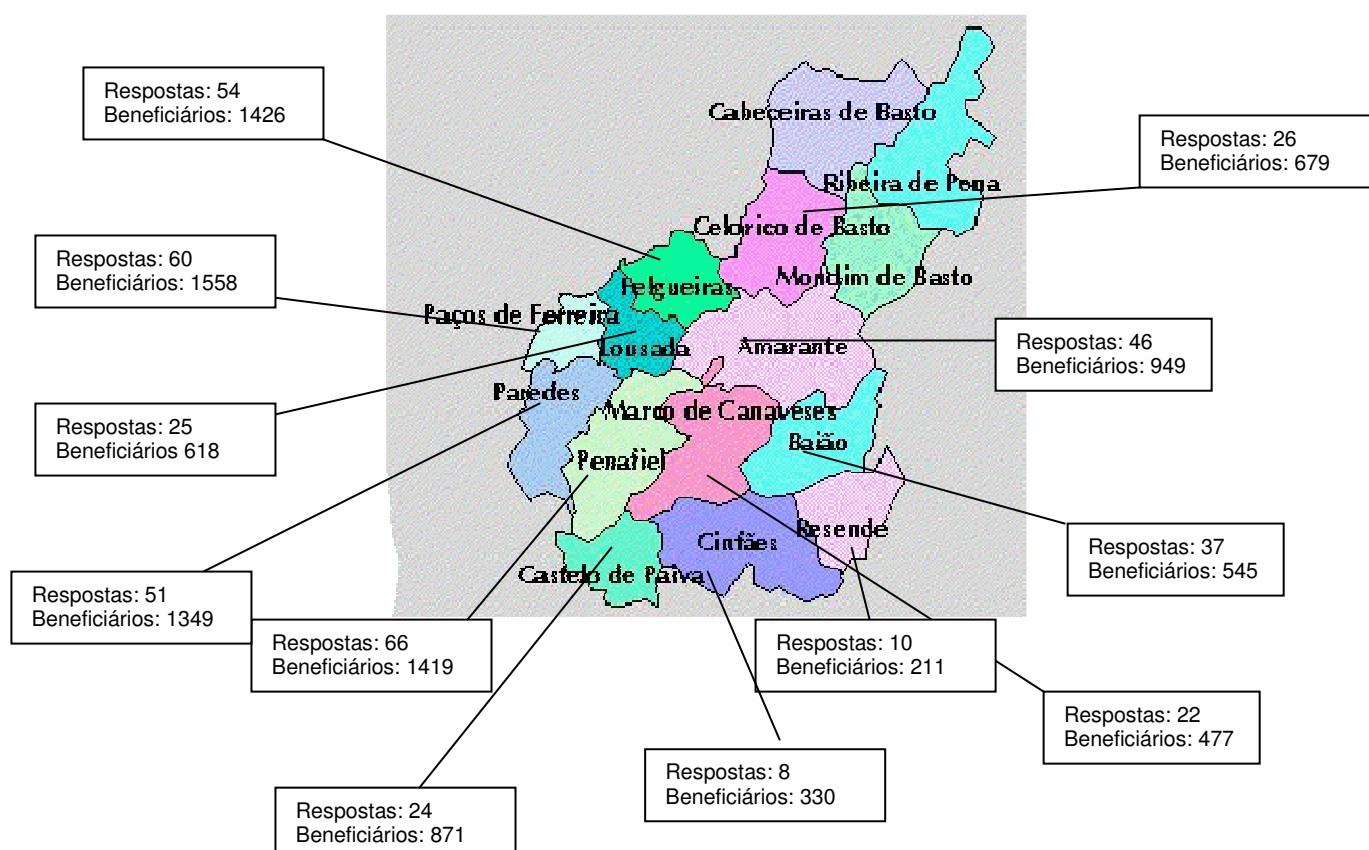 Respostas: 54
Beneficiários: 1426
Cabeceiras de Basto
Respostas: 26
Beneficiários: 679
Ribeira de Pena
Celorico de Basto
Respostas: 60
Beneficiários: 1558
Mondim de Basto
Felgueiras
Paços de Ferreira
Lousada
Amarante
Respostas: 46
Beneficiários: 949
Paredes
Marco de Canaveses
Respostas: 25
Beneficiários 618
Baião
Penafiel
Resende
Cinfães
Respostas: 37
Beneficiários: 545
Castelo de Paiva
Respostas: 51
Beneficiários: 1349
Respostas: 66
Beneficiários: 1419
Respostas: 10
Beneficiários: 211
Respostas: 22
Beneficiários: 477
Respostas: 8
Beneficiários: 330
Respostas: 24
Beneficiários: 871